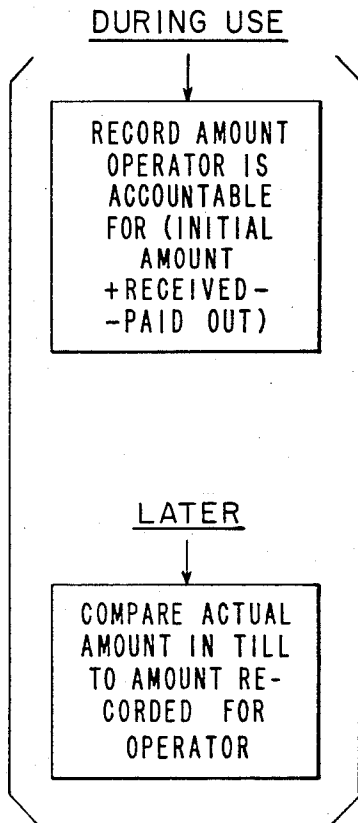 DURING USE
RECORD AMOUNT
OPERATOR IS
ACCOUNTABLE
FOR (INITIAL
AMOUNT
+RECEIVED-
-PAID OUT)
LATER
COMPARE ACTUAL
AMOUNT IN TILL
TO AMOUNT RE-
CORDED FOR
OPERATOR